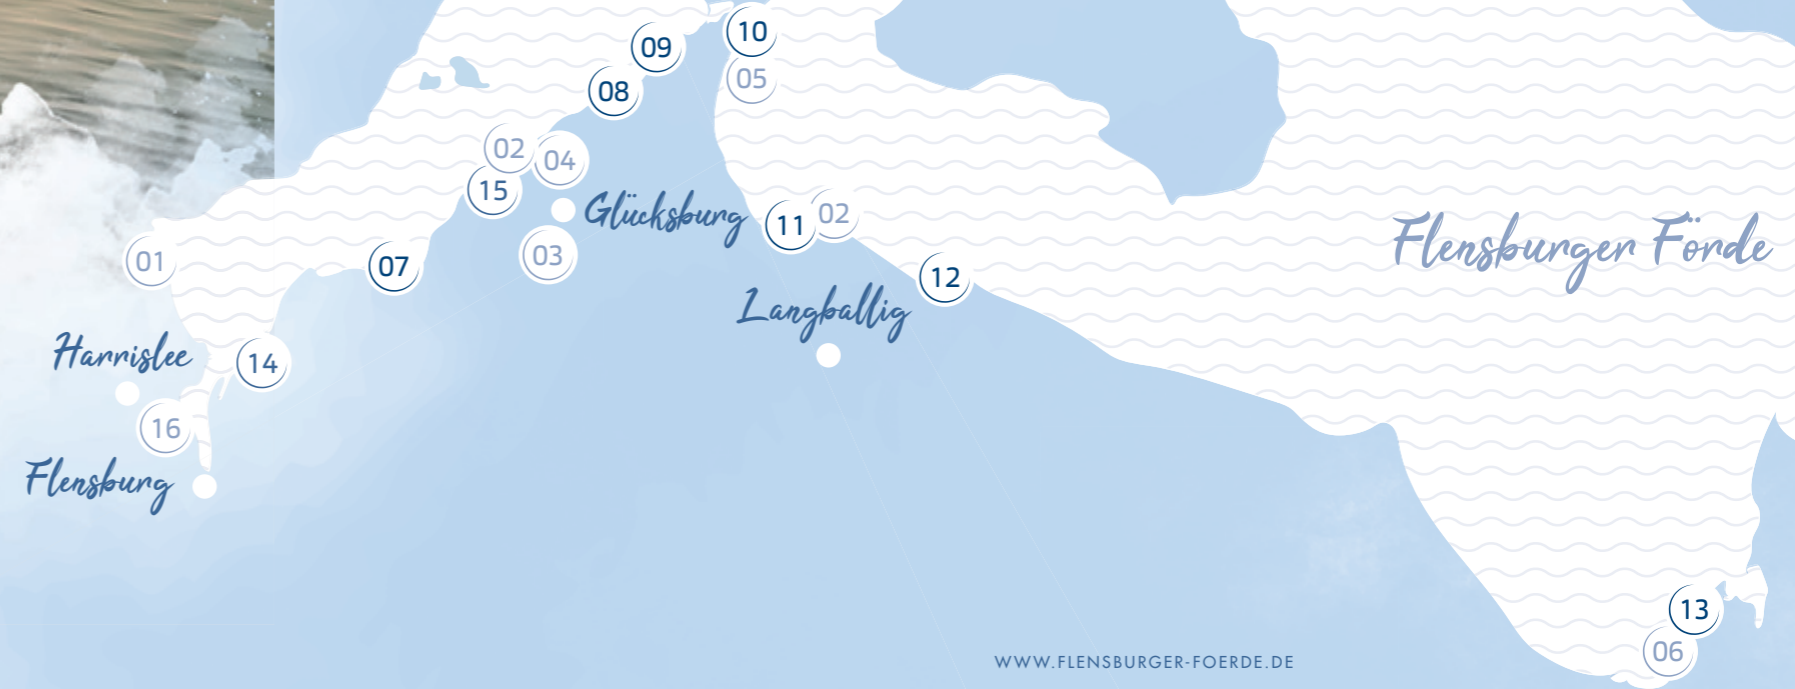 10
09
05
08
02
04
15
Glücksburg
11
02
01
07
03
12
Flensburger Förde
Langballig
Harrislee
14
16
Flensburg
13
06
WWW.FLENSBURGER-FOERDE.DE